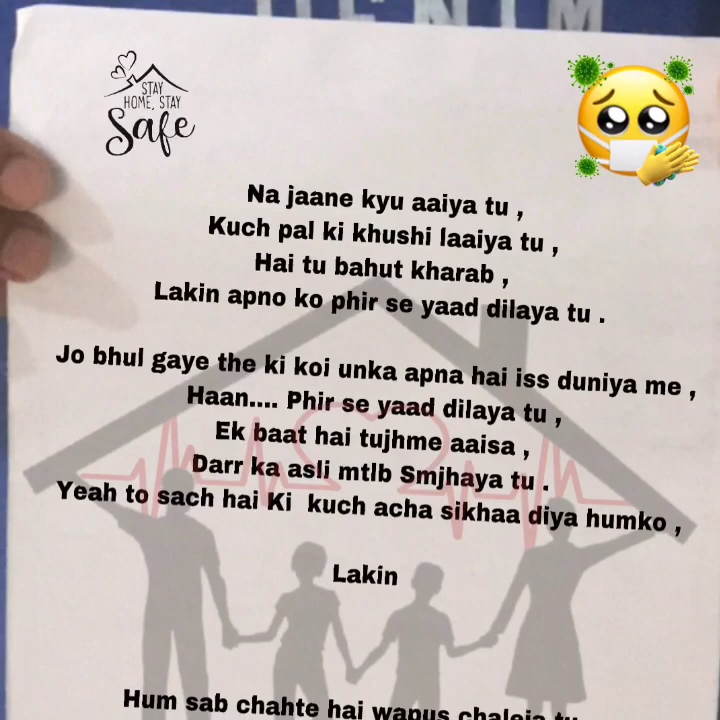 STAY
HOME, STAY
Safe
Na jaane kyu aaiya tu ,
Kuch pal ki khushi laaiya tu ,
Hai tu bahut kharab ,
Lakin apno ko phir se yaad dilaya tu .
Jo bhul gaye the ki koi unka apna hai iss duniya me ,
Haan.... Phir se yaad dilaya tu ,
Ek baat hai tujhme aaisa ,
Darr ka asli mtlb Smjhaya tu .
Yeah to sach hai Ki kuch acha sikhaa diya humko ,
Lakin
Hum sab chahte hai wapus chaleja tu